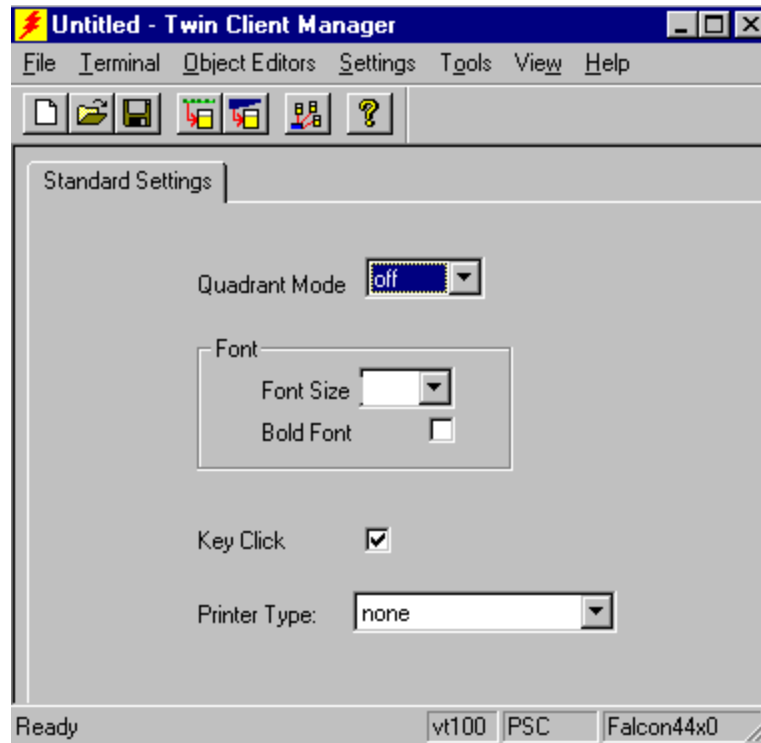 Untitled - Twin Client Manager
File Terminal Object Editors Settings Tools View Help
Standard Settings
Quadrant Mode off
Font
Font Size
Bold Font
Key Click
Printer Type: none
Ready vt100 PSC Falcon44x0